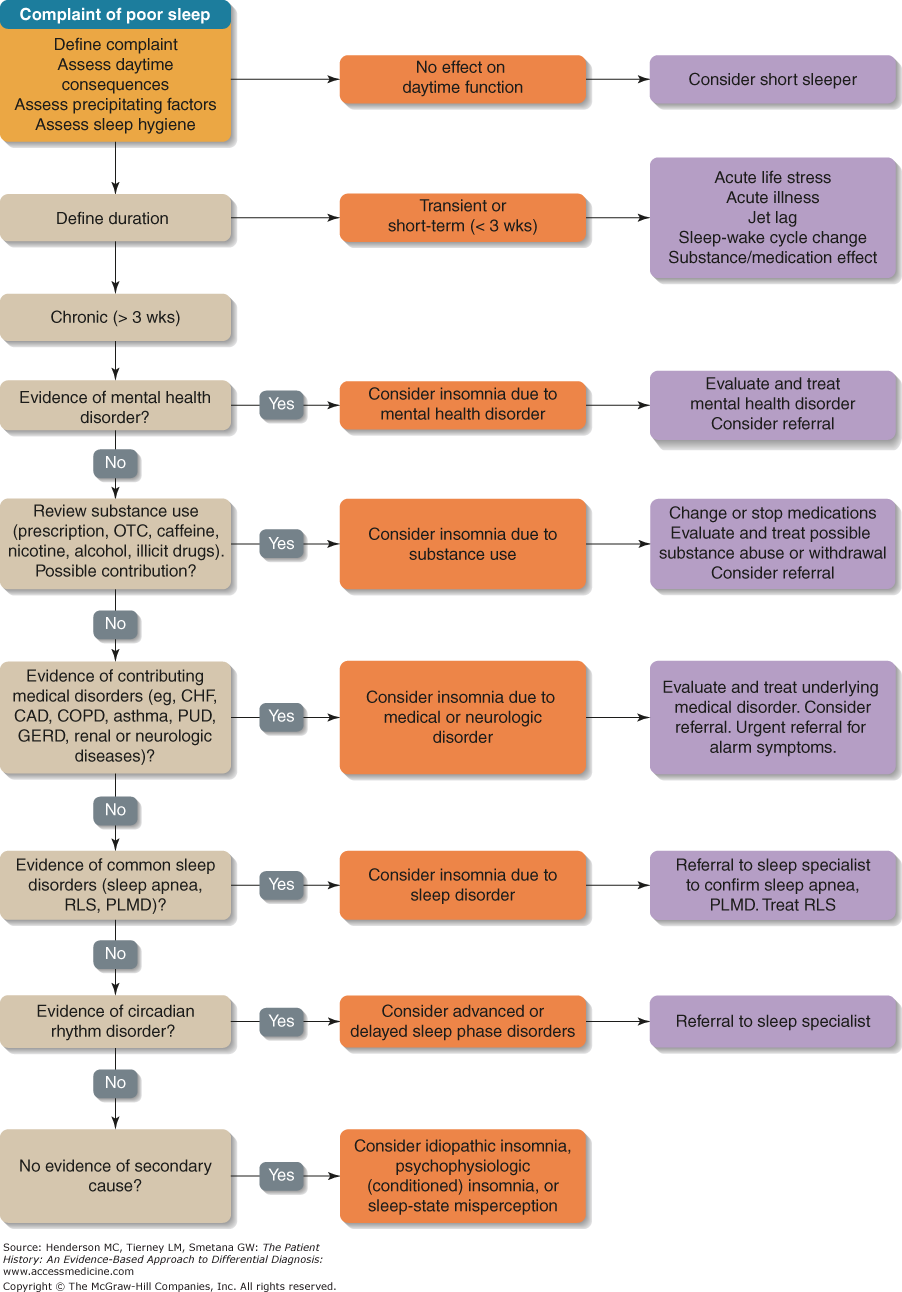 Complaint of poor sleep
Define complaint
Assess daytime
consequences
Assess precipitating factors
Assess sleep hygiene
No effect on
daytime function
Consider short sleeper
Define duration
Transient or
short-term (< 3 wks)
Acute life stress
Acute illness
Jet lag
Sleep-wake cycle change
Substance/medication effect
Chronic (> 3 wks)
Evidence of mental health
disorder?
Yes
Consider insomnia due to
mental health disorder
Evaluate and treat
mental health disorder
Consider referral
No
Review substance use
(prescription, OTC, caffeine,
nicotine, alcohol, illicit drugs).
Possible contribution?
Yes
Consider insomnia due to
substance use
Change or stop medications
Evaluate and treat possible
substance abuse or withdrawal
Consider referral
No
Evidence of contributing
medical disorders (eg, CHF,
CAD, COPD, asthma, PUD,
GERD, renal or neurologic
diseases)?
Yes
Consider insomnia due to
medical or neurologic
disorder
Evaluate and treat underlying
medical disorder. Consider
referral. Urgent referral for
alarm symptoms.
No
Evidence of common sleep
disorders (sleep apnea,
RLS, PLMD)?
Yes
Consider insomnia due to
sleep disorder
Referral to sleep specialist
to confirm sleep apnea,
PLMD. Treat RLS
No
Evidence of circadian
rhythm disorder?
Yes
Consider advanced or
delayed sleep phase disorders
Referral to sleep specialist
No
No evidence of secondary
cause?
Yes
Consider idiopathic insomnia,
psychophysiologic
(conditioned) insomnia, or
sleep-state misperception
Source: Henderson MC, Tierney LM, Smetana GW: The Patient
History: An Evidence-Based Approach to Differential Diagnosis:
www.accessmedicine.com
Copyright © The McGraw-Hill Companies, Inc. All rights reserved.